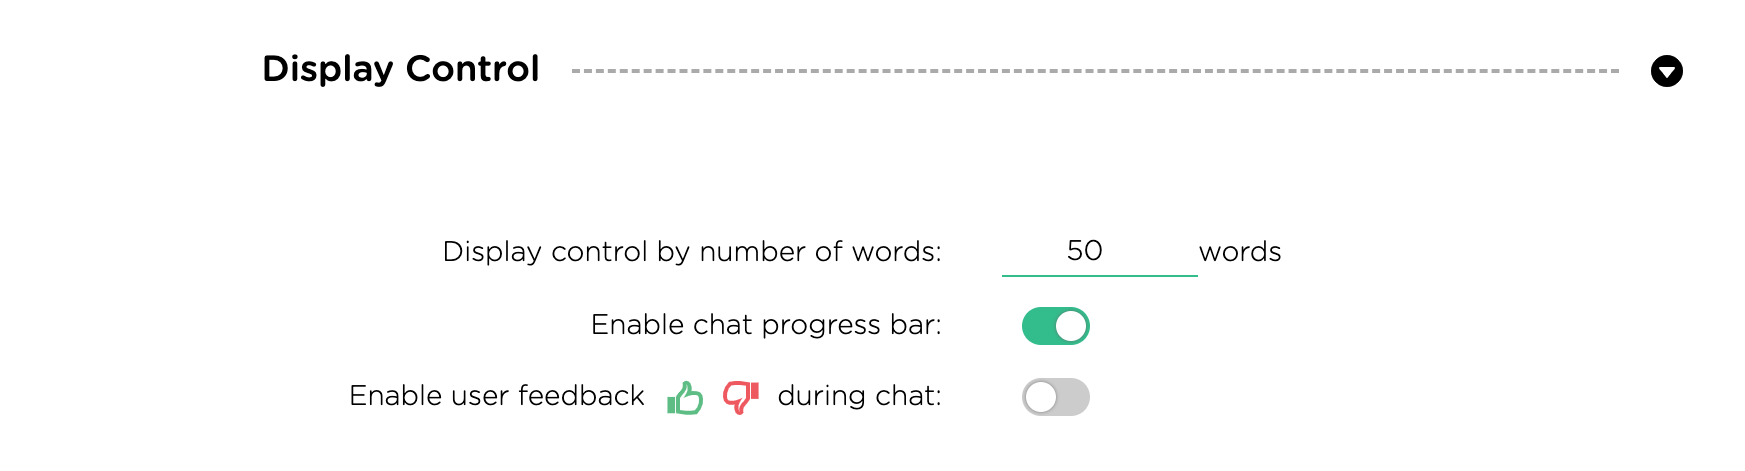 Display Control
Display control by number of words: 50 words
Enable chat progress bar:
Enable user feedback during chat: